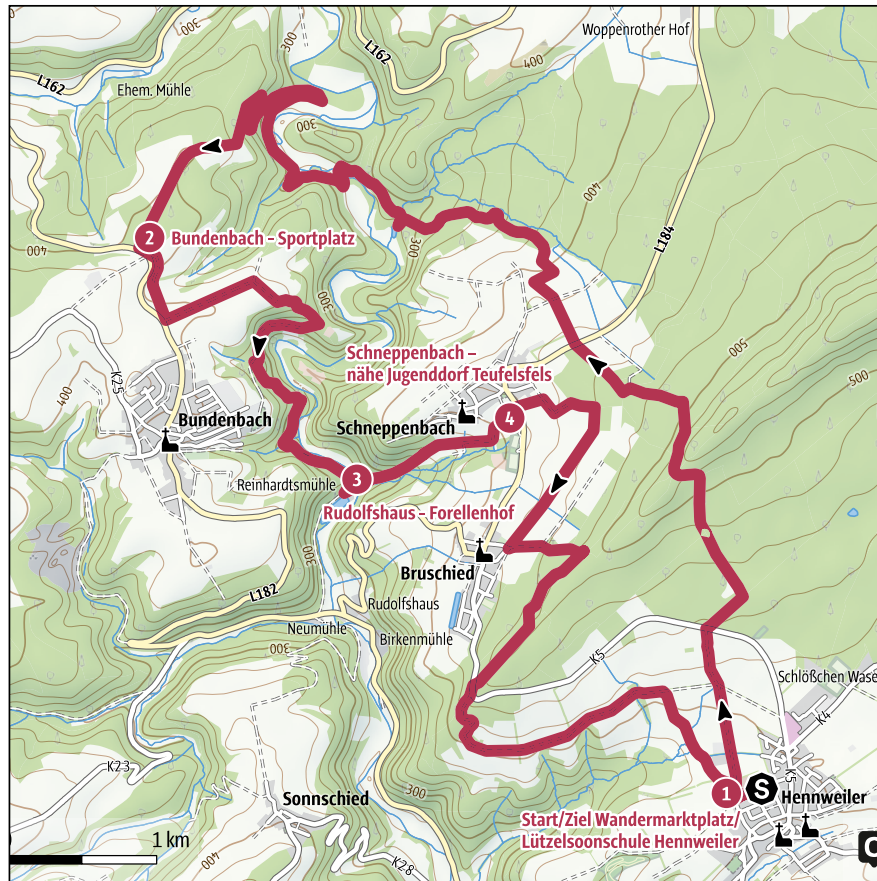 300
Woppenrother Hof
L162
300
400
L162
Ehem. Mühle
300
400
2
Bundenbach – Sportplatz
400
L184
300
300
500
Schneppenbach –
nähe Jugenddorf Teufelsfels
500
K25
400
4
Bundenbach
Schneppenbach
3
Reinhardtsmühle
Rudolfshaus – Forellenhof
300
Bruschied
L182
Rudolfshaus
Neumühle
Birkenmühle
300
K5
Schlößchen Wase
K4
K23
K5
300
1
S
Hennweiler
Sonnschied
Start/Ziel Wandermarktplatz/
Lützelsoonschule Hennweiler
1 km
400
K28